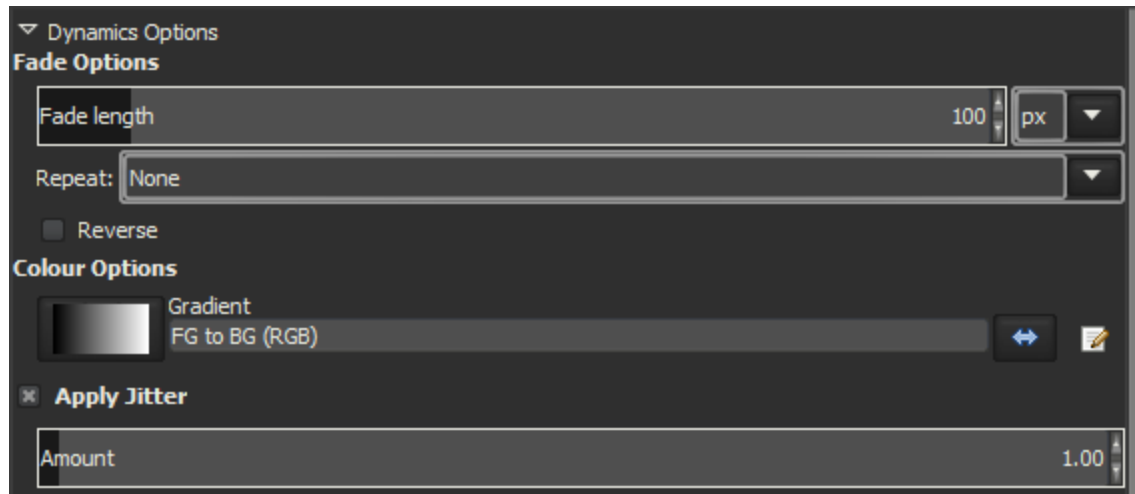 Dynamics Options
Fade Options
Fade length 100 px
Repeat: None
Reverse
Colour Options
Gradient
FG to BG (RGB)
Apply Jitter
Amount 1.00